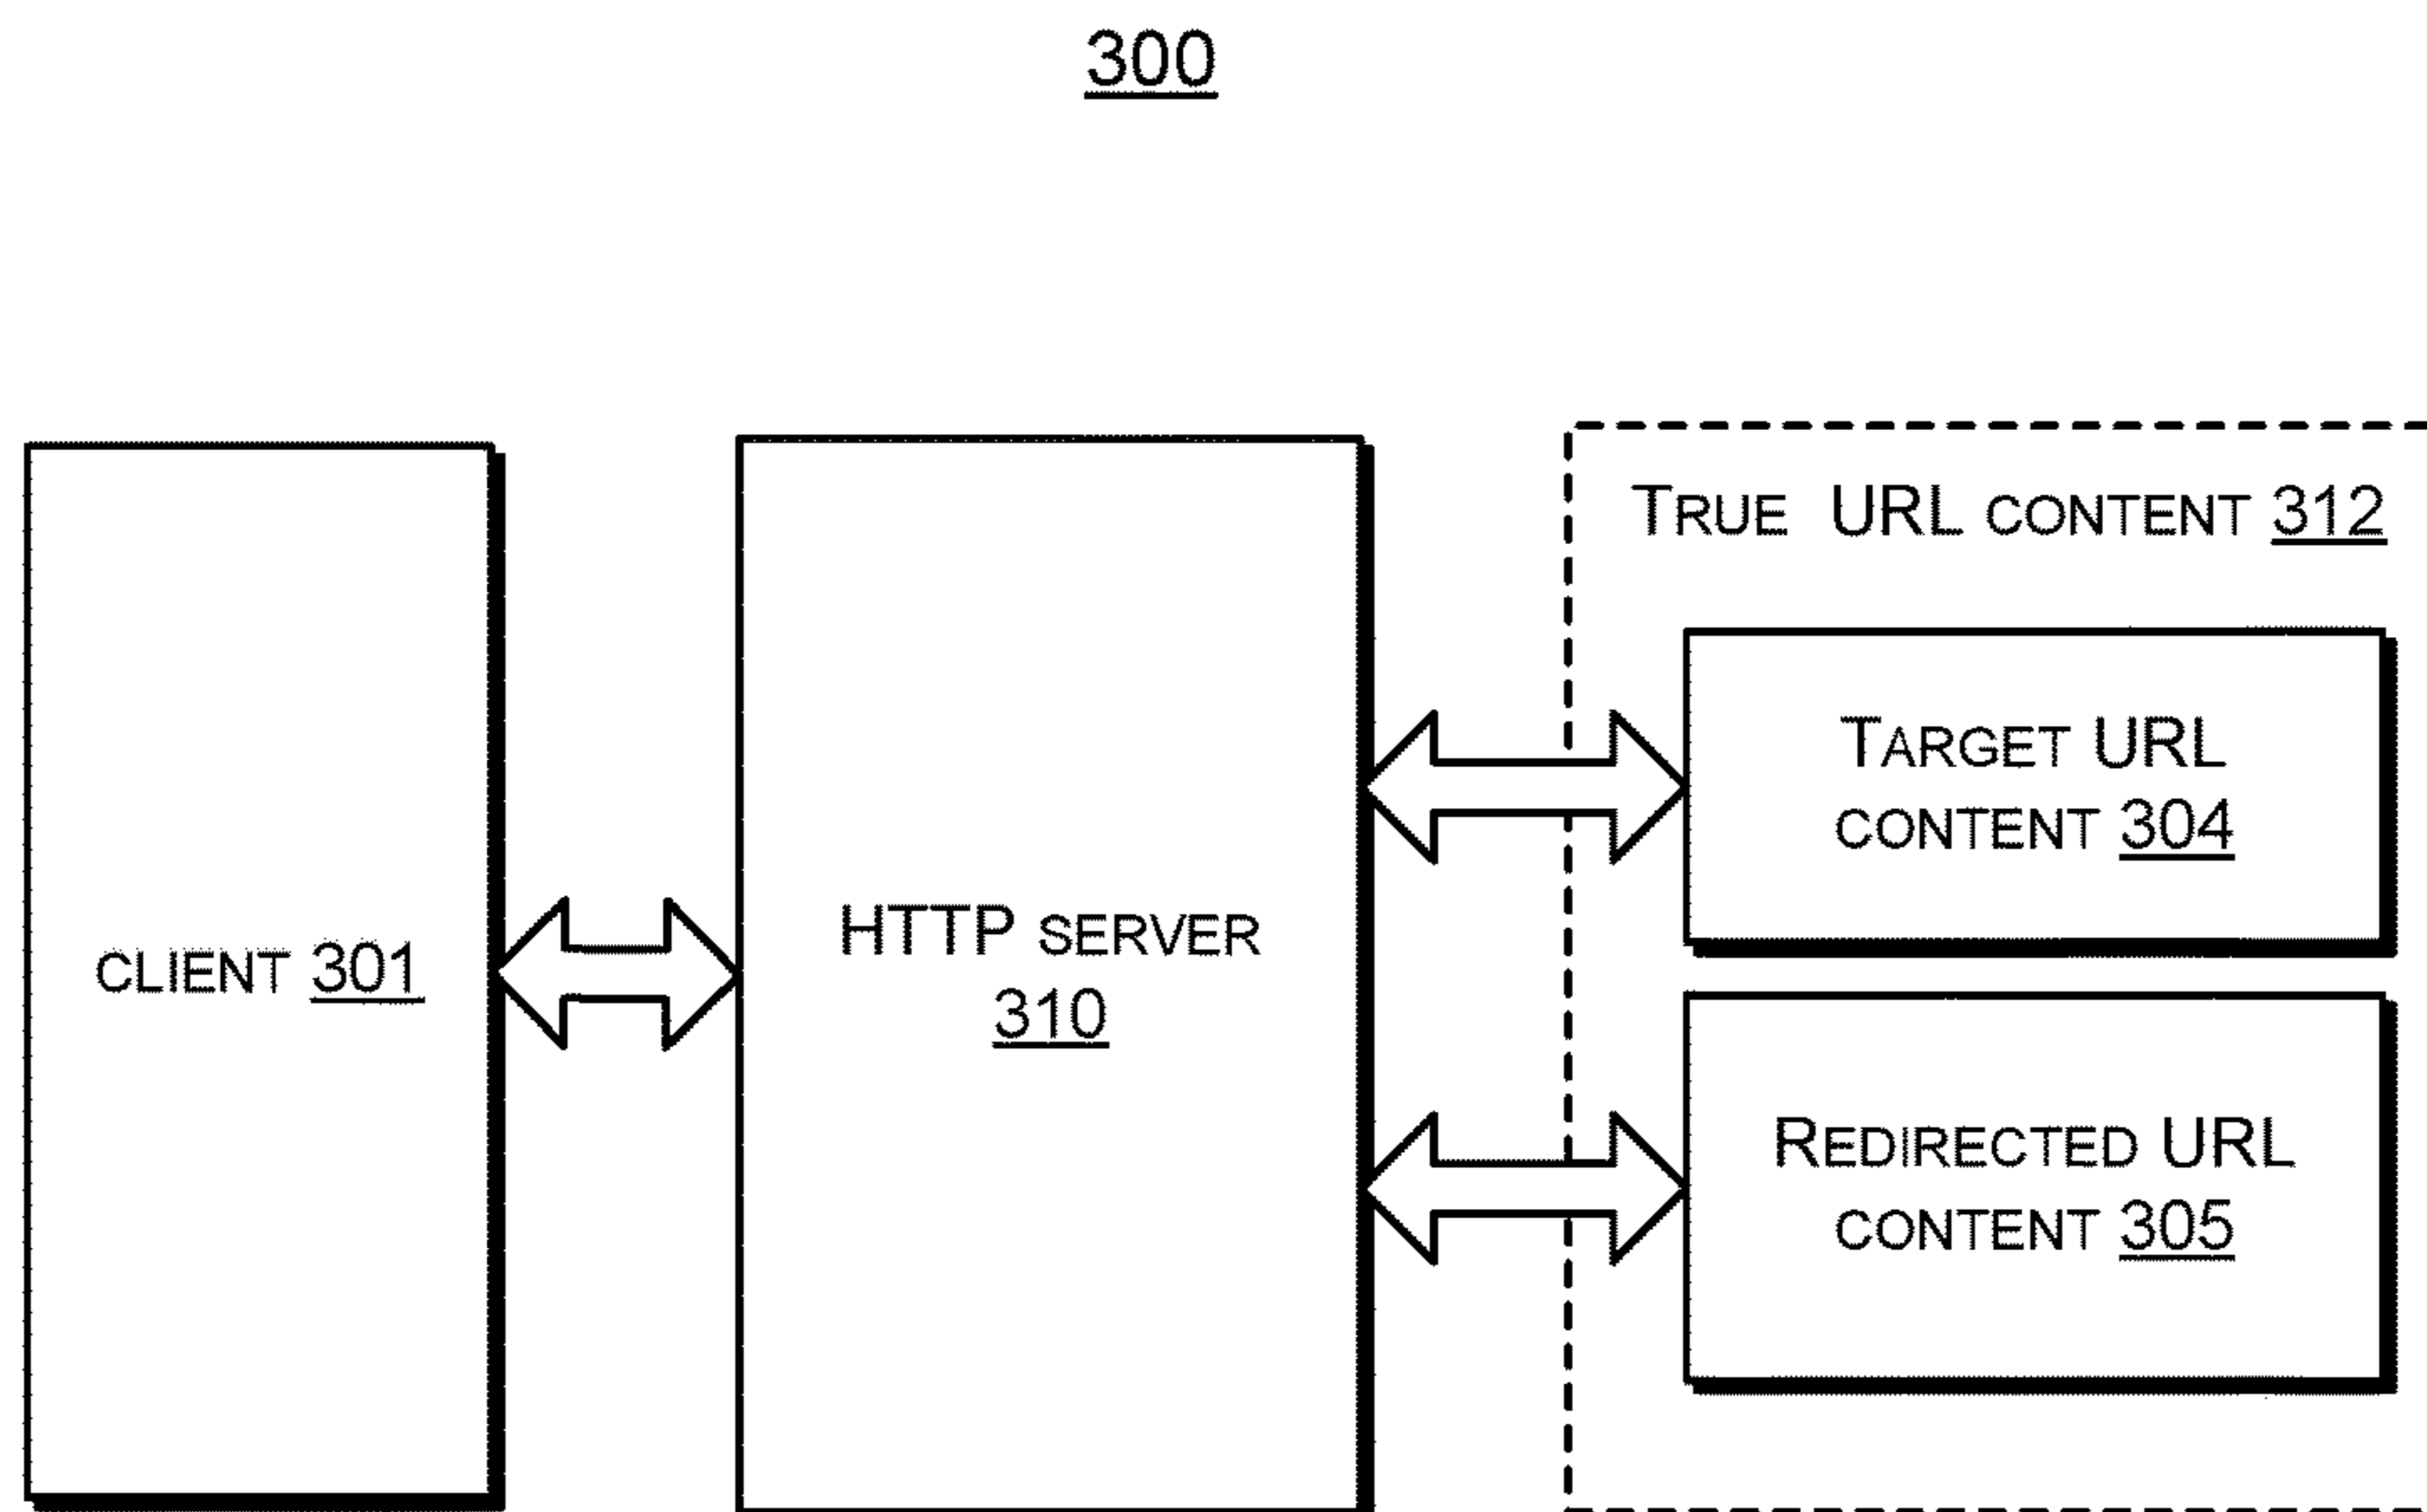 300
TRUE URL CONTENT 312
TARGET URL
CONTENT 304
CLIENT 301
HTTP SERVER
310
REDIRECTED URL
CONTENT 305